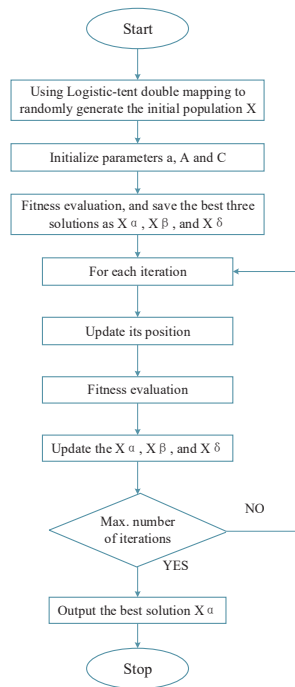 Start
Using Logistic-tent double mapping to
randomly generate the initial population X
Initialize parameters a, A and C
Fitness evaluation, and save the best three
solutions as X α , X β , and X δ
For each iteration
Update its position
Fitness evaluation
Update the X α , X β , and X δ
Max. number
of iterations
NO
YES
Output the best solution X α
Stop